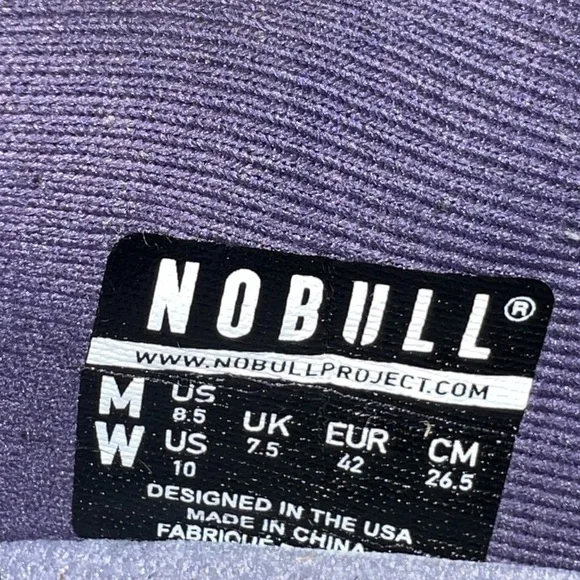 NOBULL®
WWW.NOBULLPROJECT.COM
M US 8.5
W US 10
UK 7.5
EUR 42
CM 26.5
DESIGNED IN THE USA
MADE IN CHINA